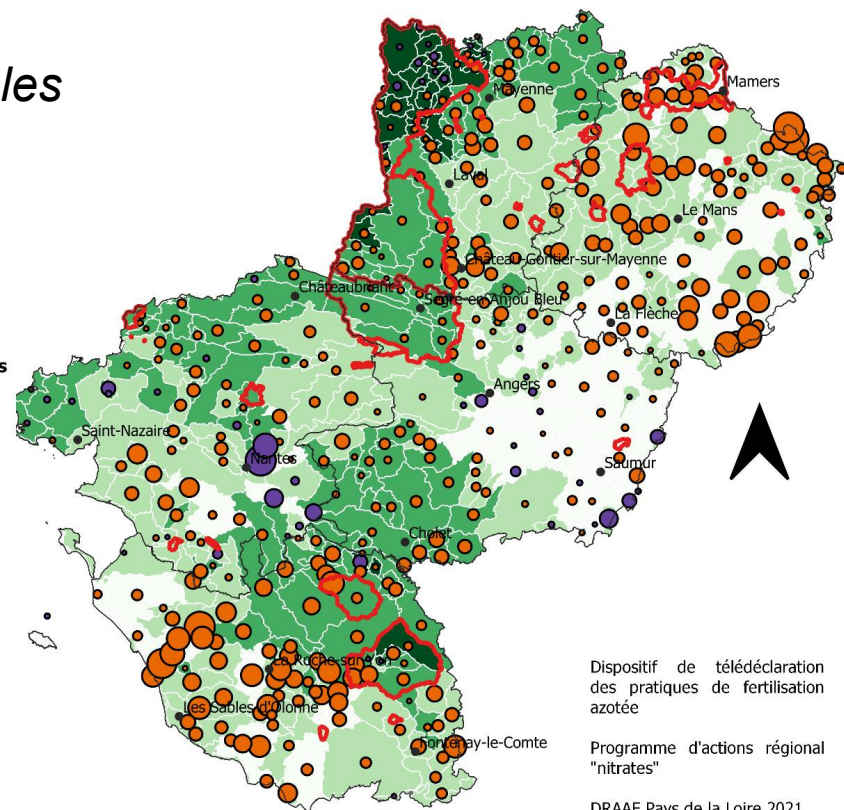 les
Mamers
Mayenne
Laval
Le Mans
Château-Gontier-sur-Mayenne
Châteaubriant
Segré-en-Anjou Bleu
La Flèche
s
Angers
Saint-Nazaire
Nantes
Saumur
Cholet
La Roche-sur-Yon
Les Sables-d'Olonne
Fontenay-le-Comte
Dispositif de télédéclaration
des pratiques de fertilisation
azotée
Programme d'actions régional
"nitrates"
DRAAF Pays de la Loire 2021